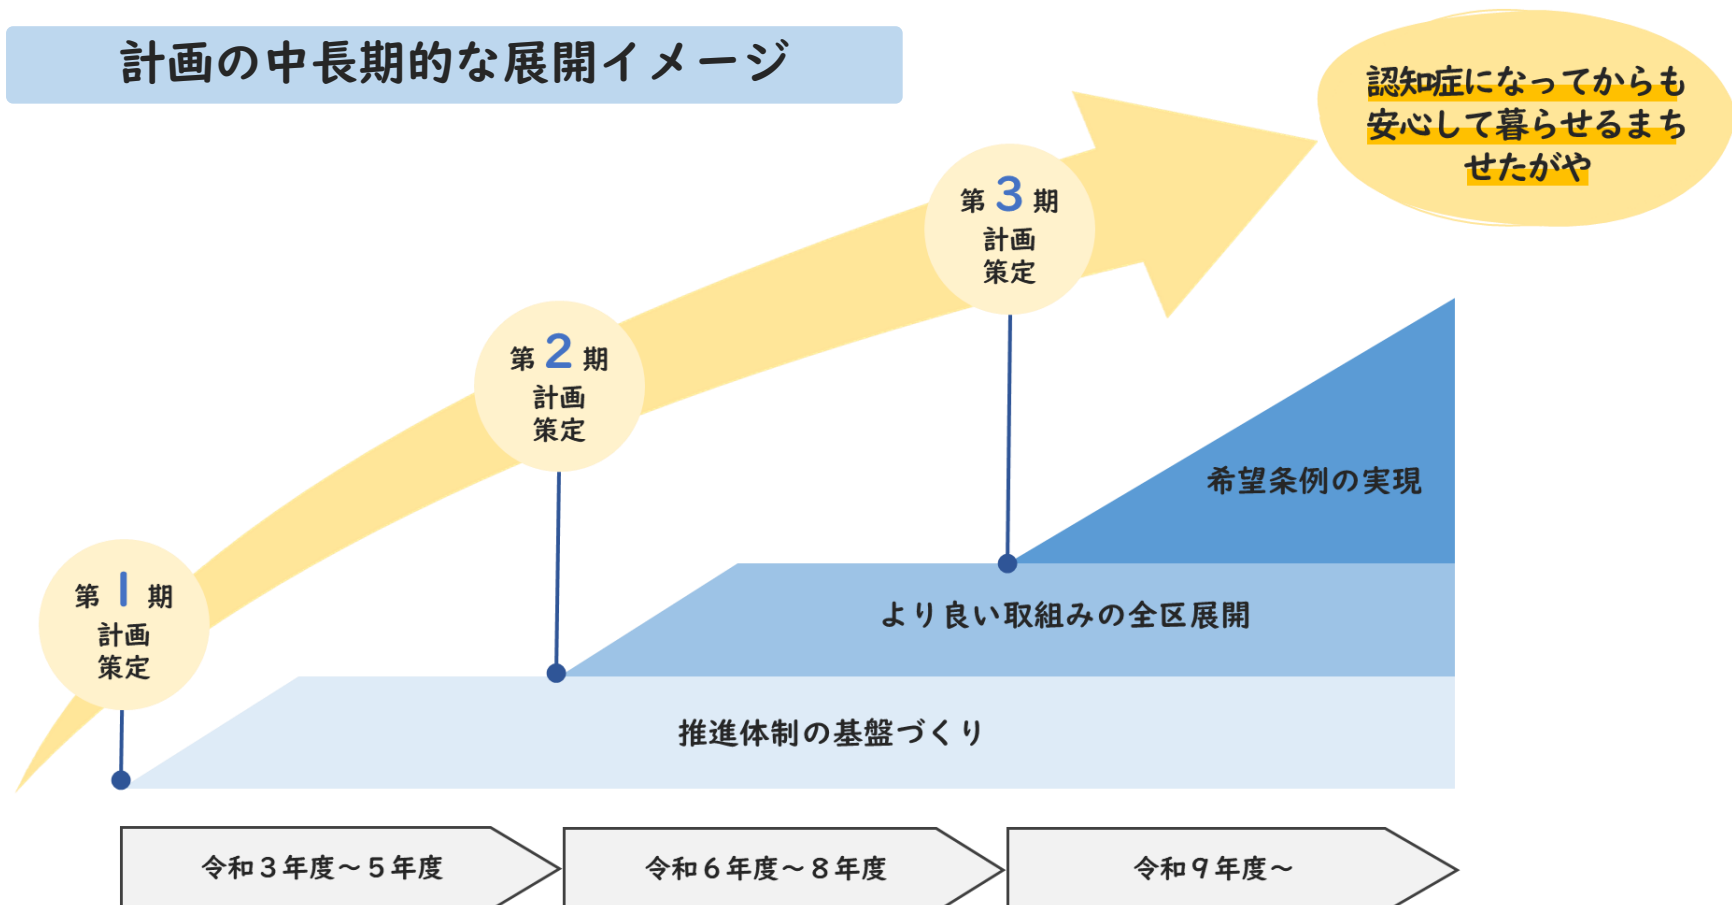 計画の中長期的な展開イメージ
認知症になってからも
安心して暮らせるまち
せたがや
第3期
計画
策定
第2期
計画
策定
第1期
計画
策定
希望条例の実現
より良い取組みの全区展開
推進体制の基盤づくり
令和3年度～5年度
令和6年度～8年度
令和9年度～